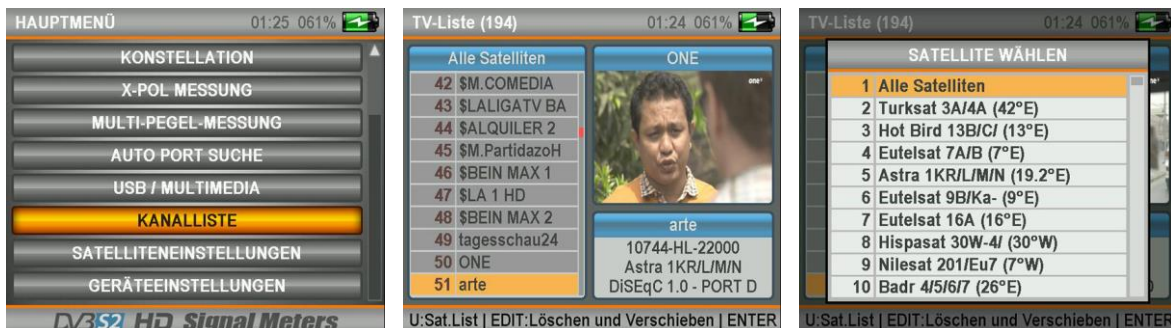 HAUPTMENÜ 01:25 061%
KONSTELLATION
X-POL MESSUNG
MULTI-PEGEL-MESSUNG
AUTO PORT SUCHE
USB / MULTIMEDIA
KANALLISTE
SATELLITENEINSTELLUNGEN
GERÄTEEINSTELLUNGEN
DVB S2 HD Signal Meters
TV-Liste (194) 01:24 061%
Alle Satelliten
42 $M.COMEDIA
43 $LALIGATV BA
44 $ALQUILER 2
45 $M.PartidazoH
46 $BEIN MAX 1
47 $LA 1 HD
48 $BEIN MAX 2
49 tagesschau24
50 ONE
51 arte
ONE
one
arte
10744-HL-22000
Astra 1KR/L/M/N
DiSEqC 1.0 - PORT D
U:Sat.List | EDIT:Löschen und Verschieben | ENTER
TV-Liste (194) 01:24 061%
SATELLITE WÄHLEN
1 Alle Satelliten
2 Turksat 3A/4A (42°E)
3 Hot Bird 13B/C/ (13°E)
4 Eutelsat 7A/B (7°E)
5 Astra 1KR/L/M/N (19.2°E)
6 Eutelsat 9B/Ka- (9°E)
7 Eutelsat 16A (16°E)
8 Hispasat 30W-4/ (30°W)
9 Nilesat 201/Eu7 (7°W)
10 Badr 4/5/6/7 (26°E)
U:Sat.List | EDIT:Löschen und Verschieben | ENTER